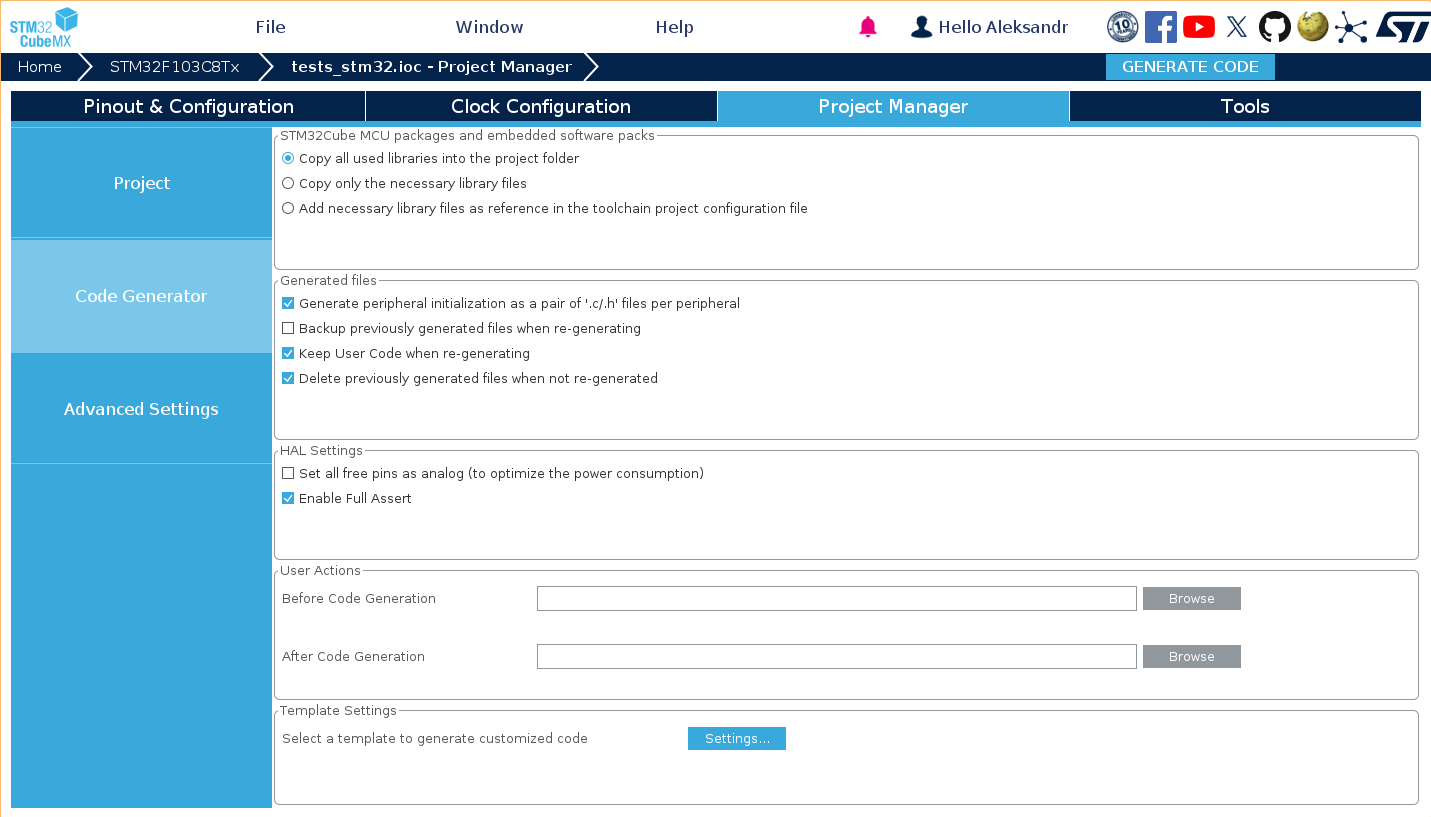 STM32
CubeMX
File
Window
Help
Hello Aleksandr
10
YEARS
Home
STM32F103C8Tx
tests_stm32.ioc - Project Manager
GENERATE CODE
Pinout & Configuration
Clock Configuration
Project Manager
Tools
Project
Code Generator
Advanced Settings
STM32Cube MCU packages and embedded software packs
Copy all used libraries into the project folder
Copy only the necessary library files
Add necessary library files as reference in the toolchain project configuration file
Generated files
Generate peripheral initialization as a pair of '.c/.h' files per peripheral
Backup previously generated files when re-generating
Keep User Code when re-generating
Delete previously generated files when not re-generated
HAL Settings
Set all free pins as analog (to optimize the power consumption)
Enable Full Assert
User Actions
Before Code Generation
Browse
After Code Generation
Browse
Template Settings
Select a template to generate customized code
Settings...